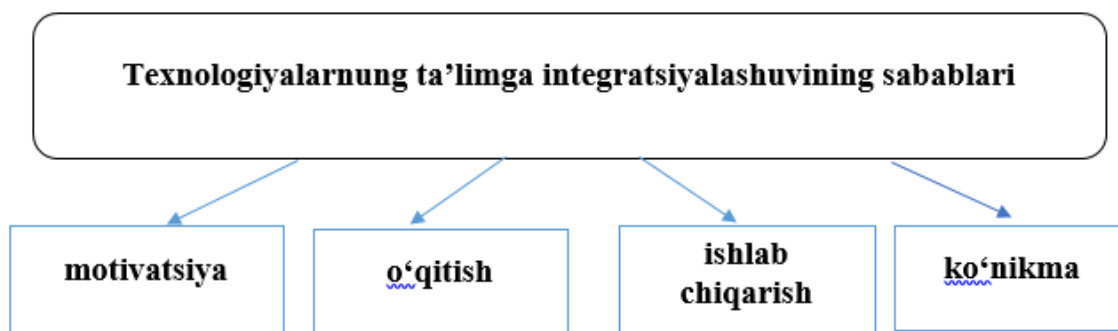 Texnologiyalarnung ta’limga integratsiyalashuvining sabablari
motivatsiya
o‘qitish
ishlab
chiqarish
ko‘nikma